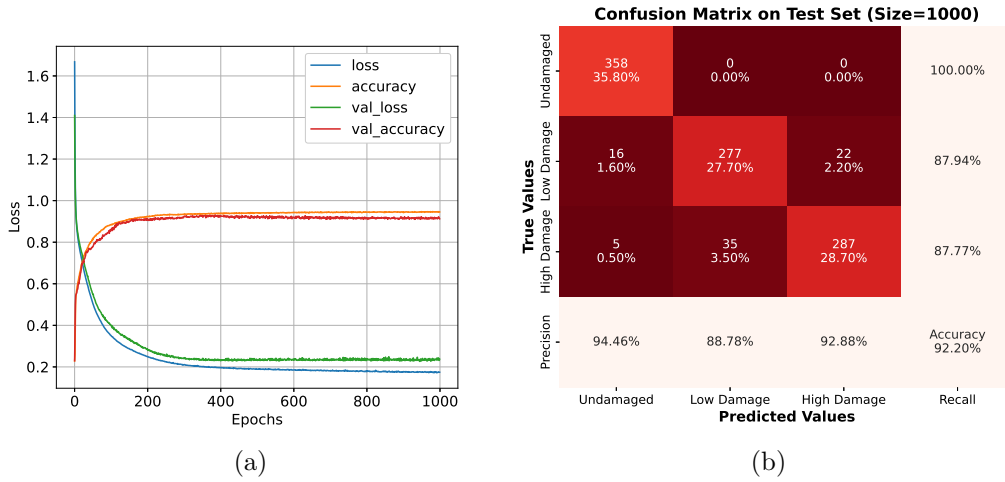 1.6
1.4
1.2
1.0
0.8
0.6
0.4
0.2
Loss
0
200
400
600
800
1000
Epochs
loss
accuracy
val_loss
val_accuracy
(a)
Confusion Matrix on Test Set (Size=1000)
True Values
Undamaged
358
35.80%
0
0.00%
0
0.00%
100.00%
Low Damage
16
1.60%
277
27.70%
22
2.20%
87.94%
High Damage
5
0.50%
35
3.50%
287
28.70%
87.77%
Precision
94.46%
88.78%
92.88%
Accuracy
92.20%
Undamaged
Low Damage
High Damage
Recall
Predicted Values
(b)